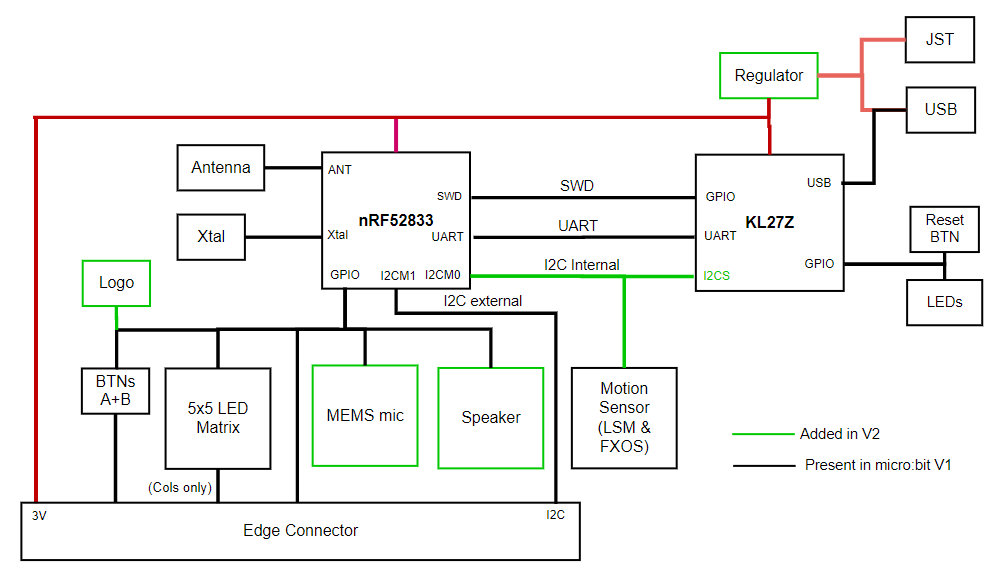 JST
Regulator
USB
Antenna
ANT
USB
SWD
SWD
GPIO
nRF52833
KL27Z
Reset
BTN
Xtal
Xtal
UART
UART
UART
GPIO
I2C Internal
GPIO
I2CM1
I2CM0
I2CS
Logo
I2C external
LEDs
BTNs
A+B
5x5 LED
Matrix
MEMS mic
Speaker
Motion
Sensor
(LSM &
FXOS)
Added in V2
Present in micro:bit V1
(Cols only)
3V
I2C
Edge Connector